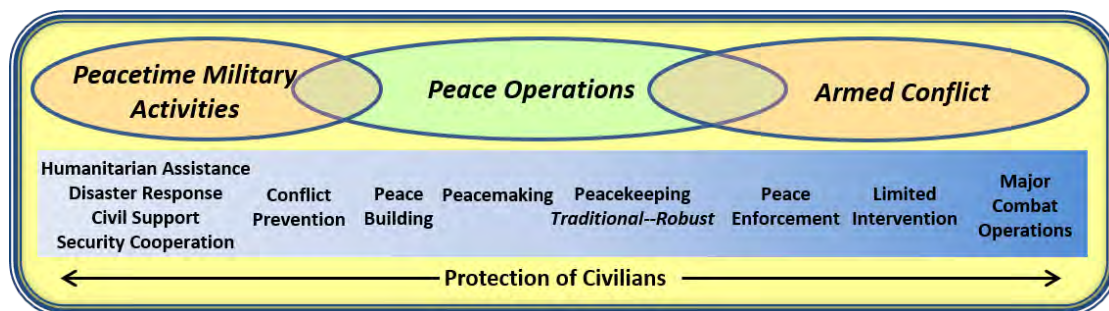 Peacetime Military
Activities
Peace Operations
Armed Conflict
Humanitarian Assistance
Disaster Response
Civil Support
Security Cooperation
Conflict
Prevention
Peace
Building
Peacemaking
Peacekeeping
Traditional--Robust
Peace
Enforcement
Limited
Intervention
Major
Combat
Operations
Protection of Civilians